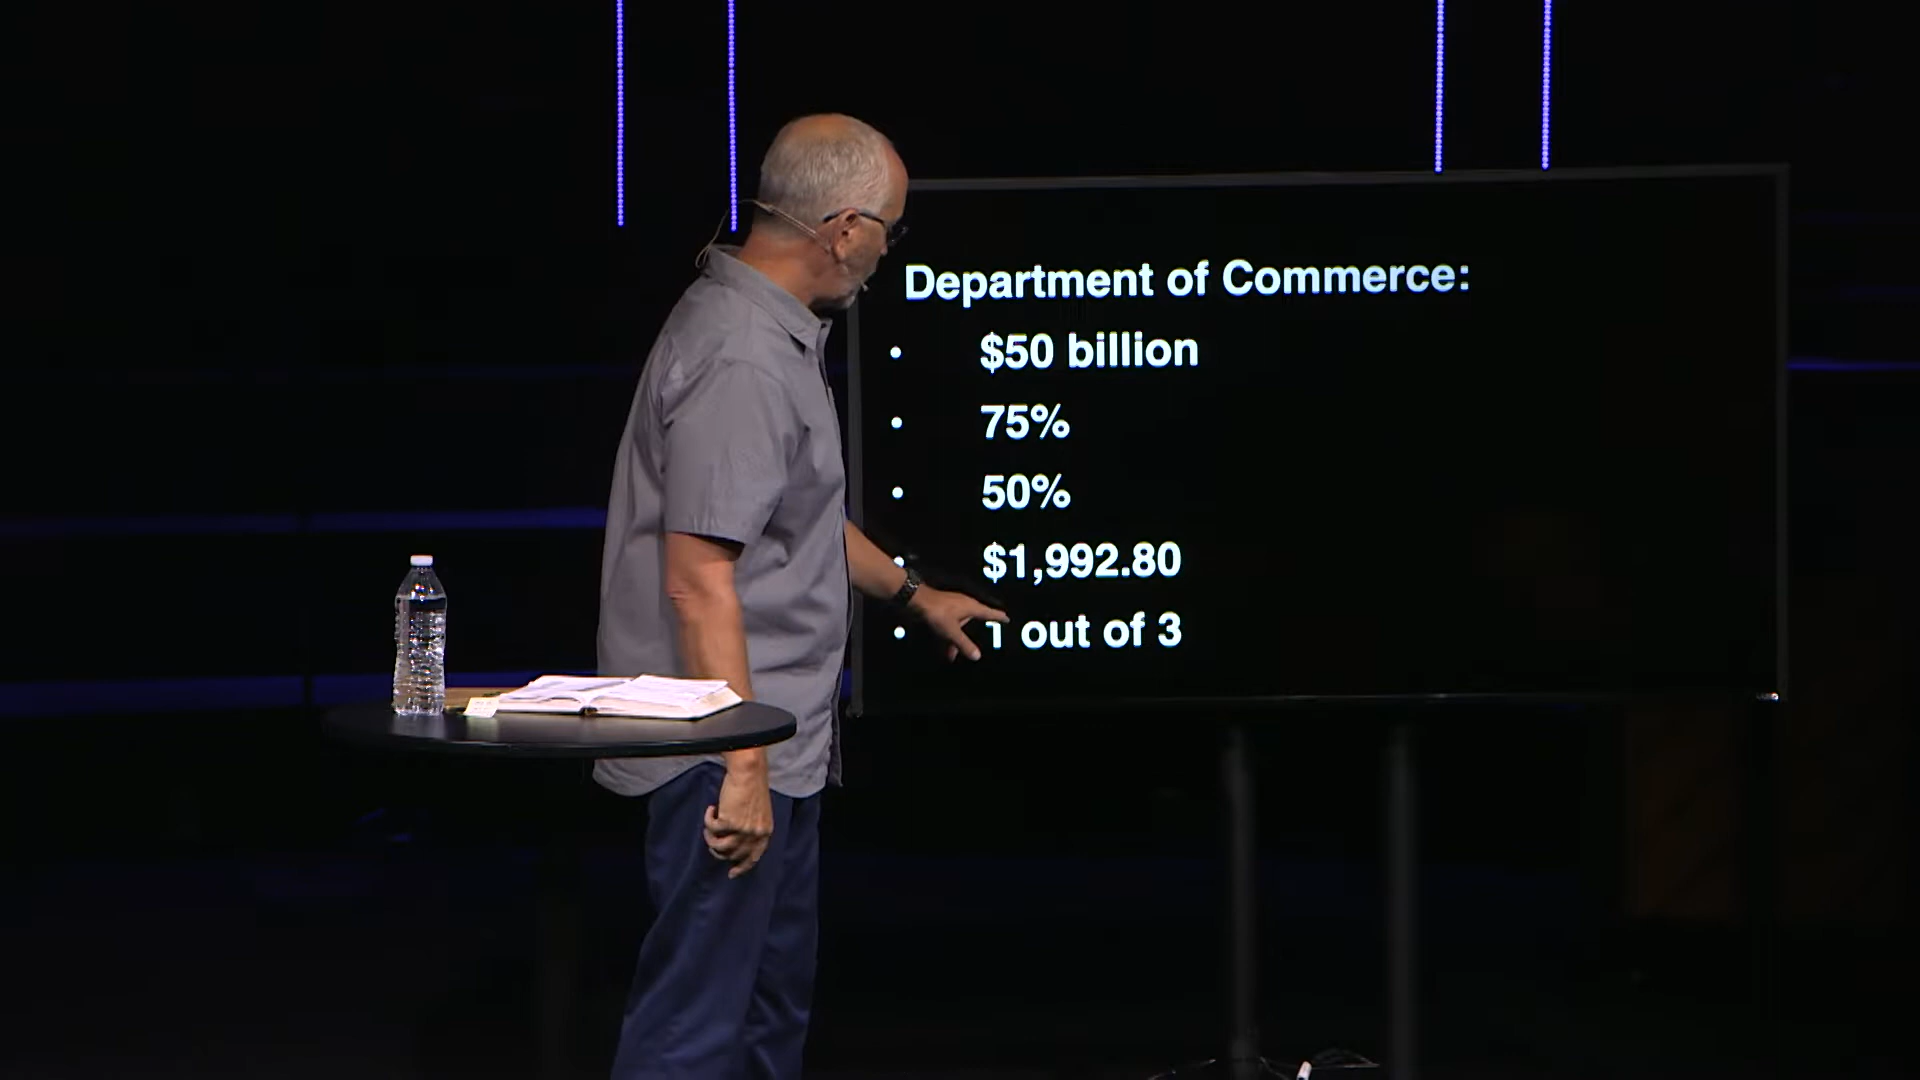 Department of Commerce:
• $50 billion
• 75%
• 50%
• $1,992.80
• 1 out of 3